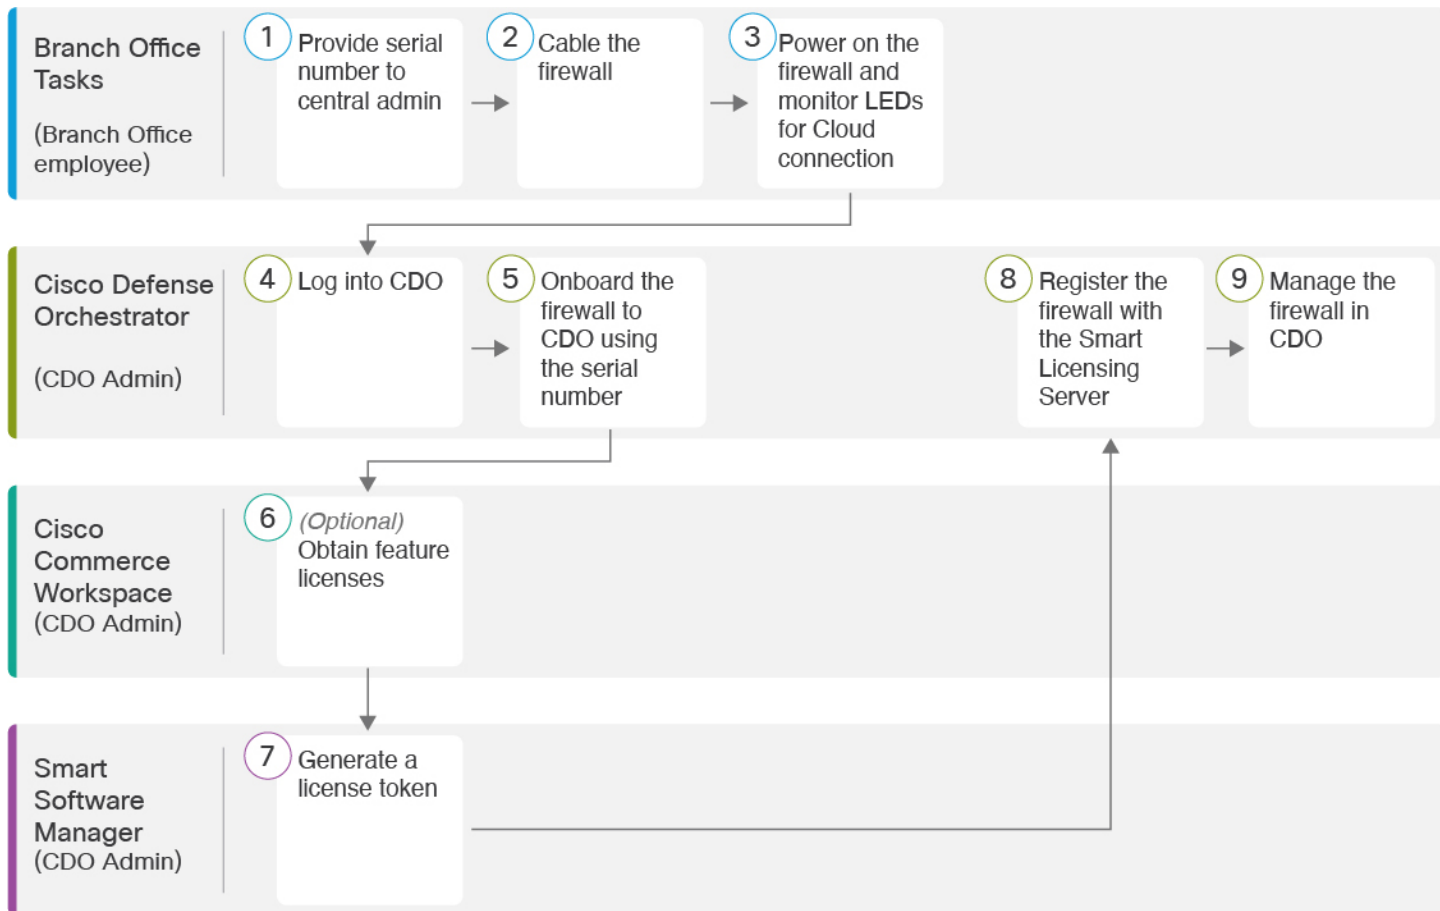 Branch Office
Tasks
(Branch Office
employee)
1
Provide serial
number to
central admin
2
Cable the
firewall
3
Power on the
firewall and
monitor LEDs
for Cloud
connection
Cisco Defense
Orchestrator
(CDO Admin)
4
Log into CDO
5
Onboard the
firewall to
CDO using
the serial
number
8
Register the
firewall with
the Smart
Licensing
Server
9
Manage the
firewall in
CDO
Cisco
Commerce
Workspace
(CDO Admin)
6
(Optional)
Obtain feature
licenses
Smart
Software
Manager
(CDO Admin)
7
Generate a
license token